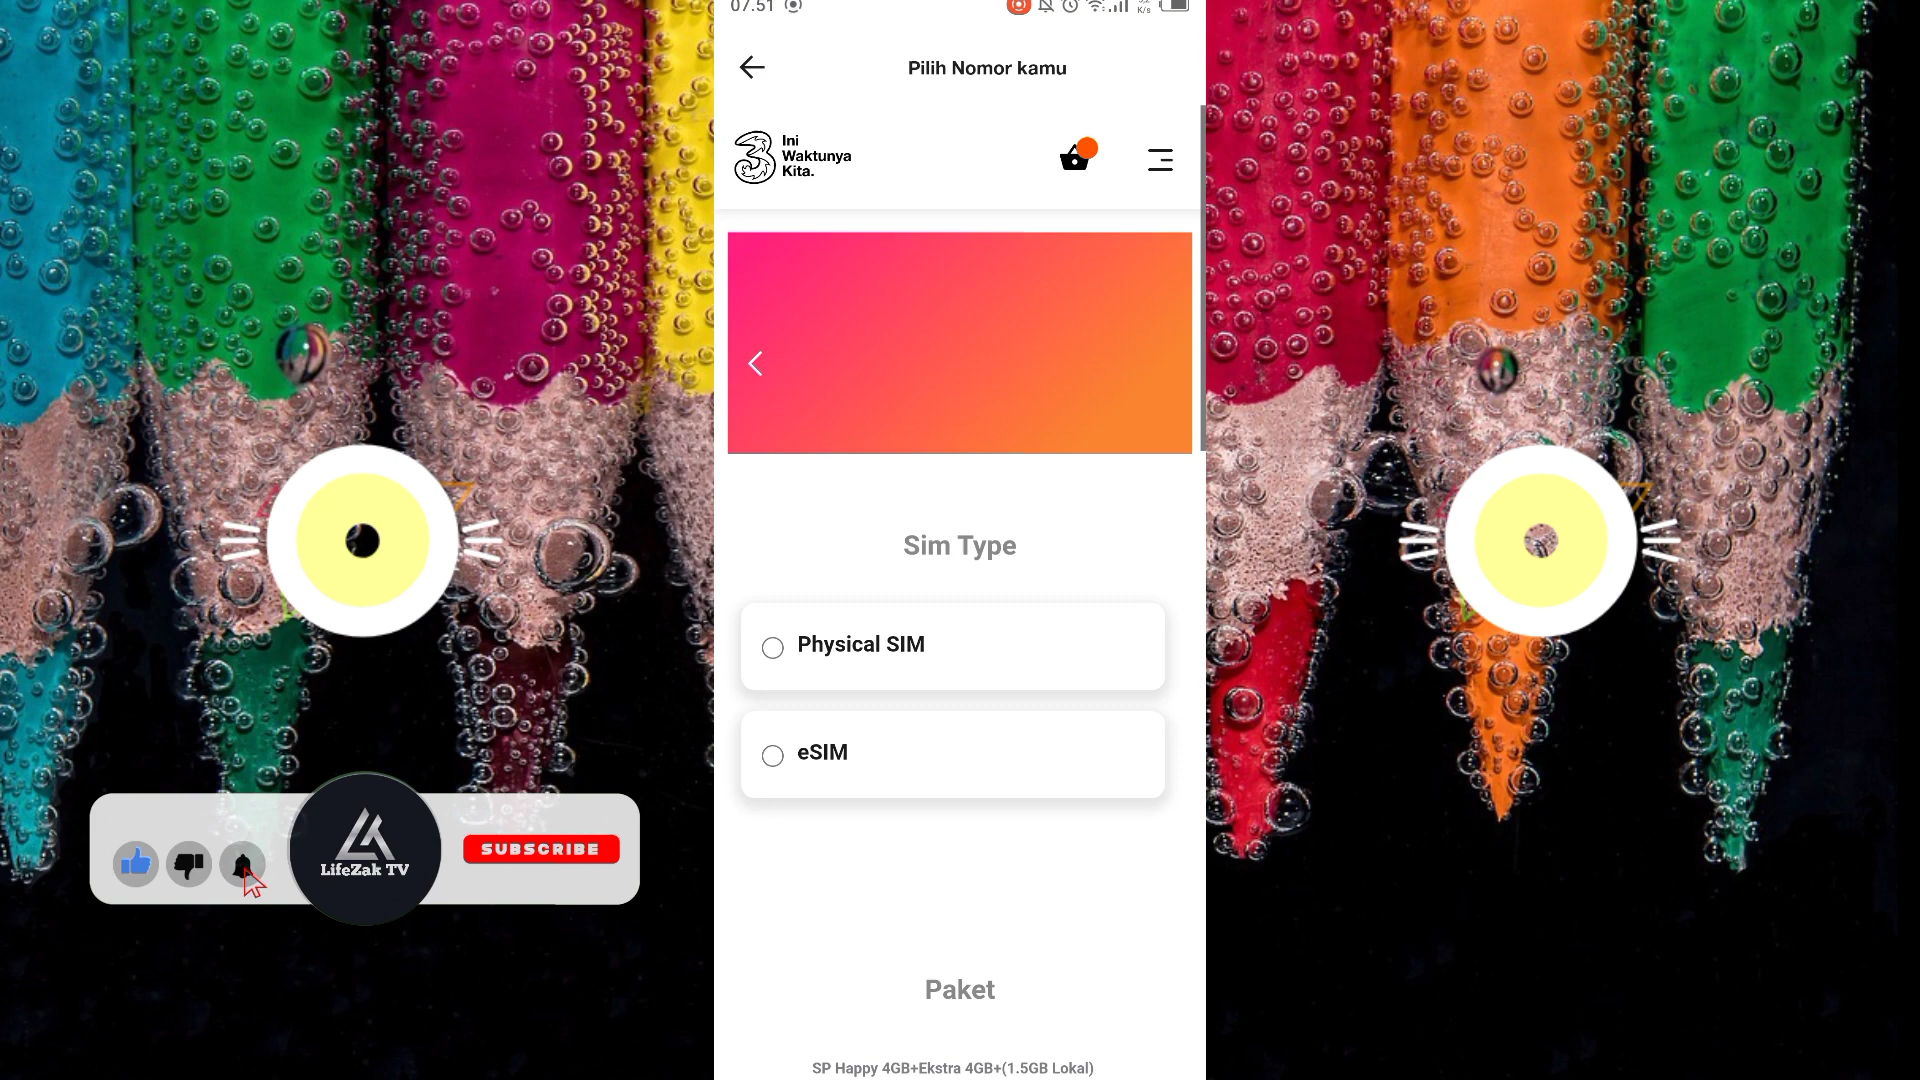 07.51
K/s
Pilih Nomor kamu
Ini
Waktunya
Kita.
Sim Type
Physical SIM
eSIM
LifeZak TV
SUBSCRIBE
Paket
SP Happy 4GB+Ekstra 4GB+(1.5GB Lokal)